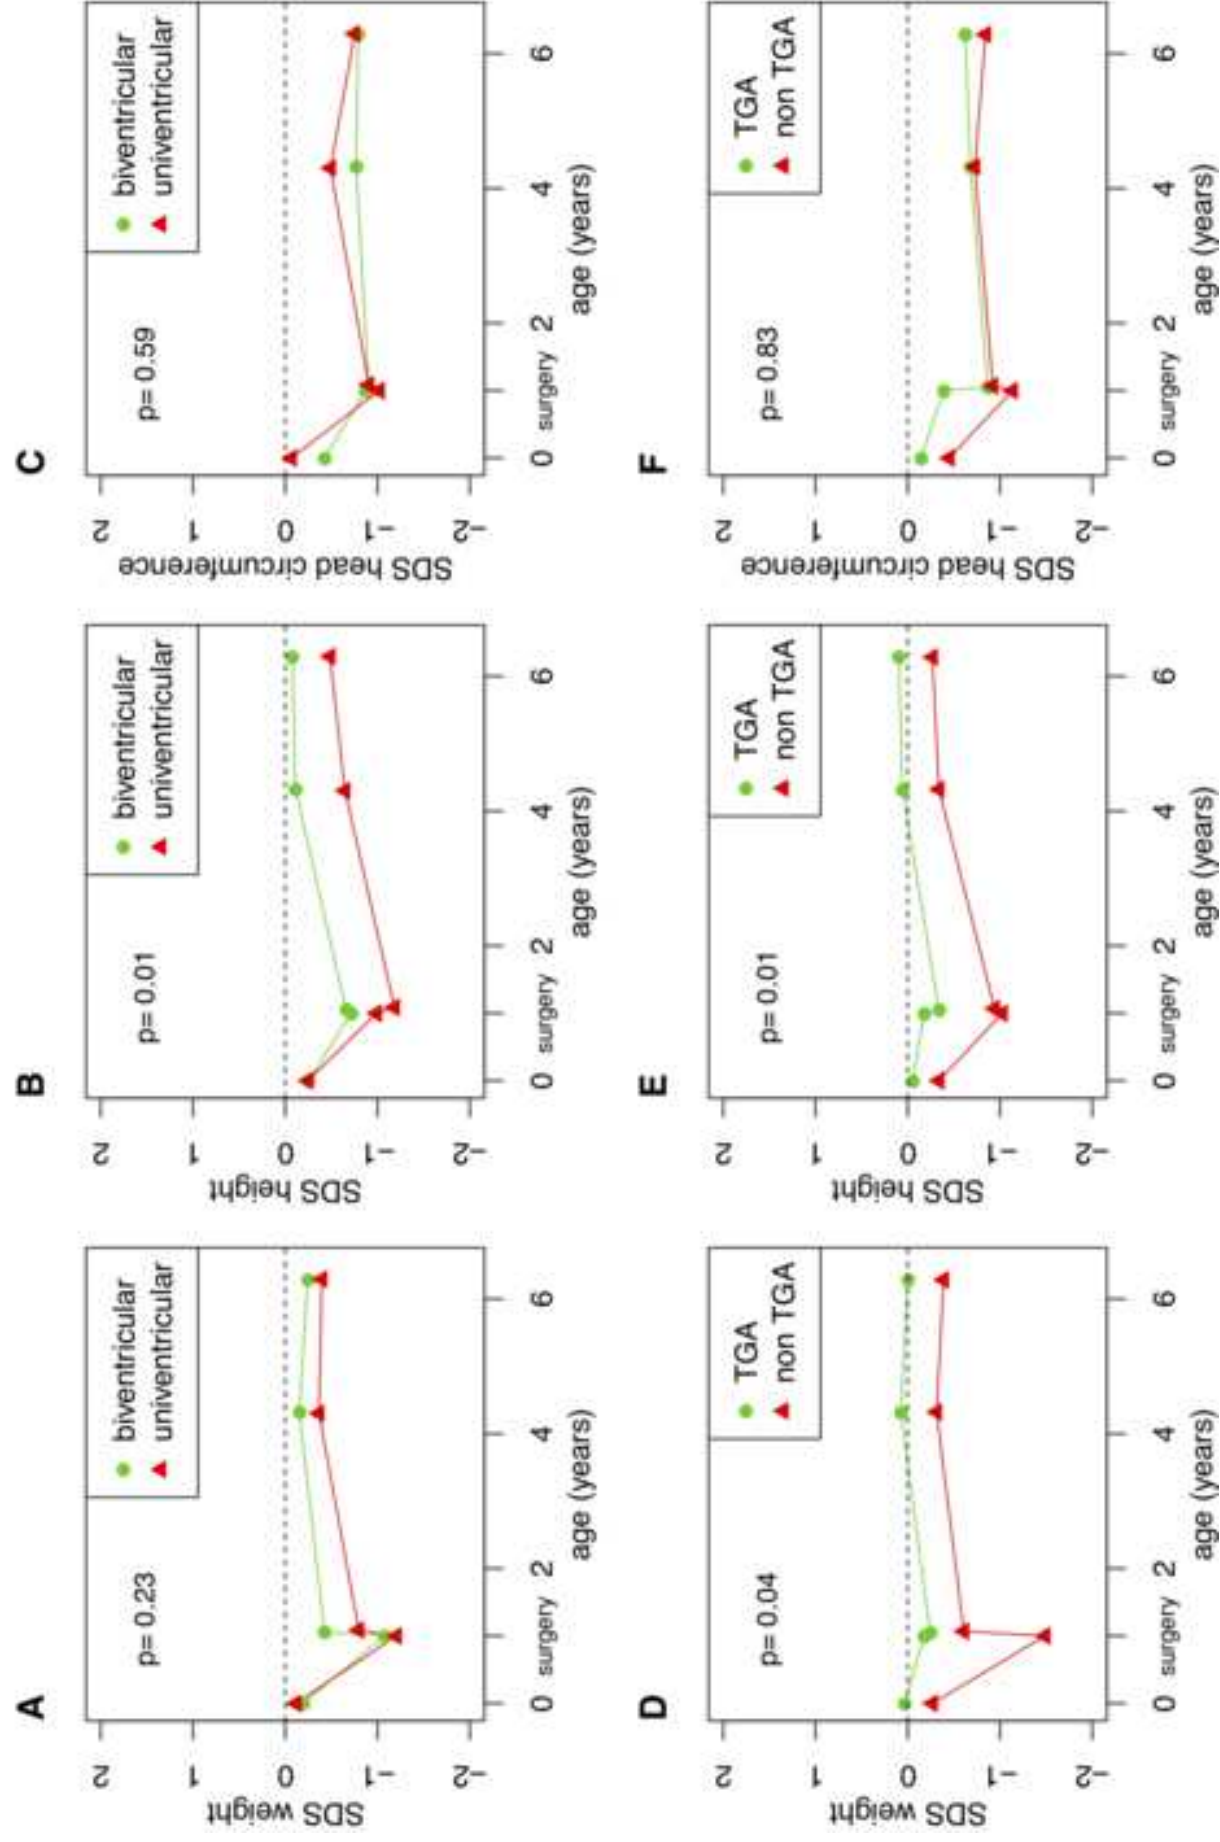 A
SDS weight
2
1
0
-1
-2
p= 0.23
biventricular
univentricular
0 surgery 2 4 6
age (years)
B
SDS height
2
1
0
-1
-2
p= 0.01
biventricular
univentricular
0 surgery 2 4 6
age (years)
C
SDS head circumference
2
1
0
-1
-2
p= 0.59
biventricular
univentricular
0 surgery 2 4 6
age (years)
D
SDS weight
2
1
0
-1
-2
p= 0.04
TGA
non TGA
0 surgery 2 4 6
age (years)
E
SDS height
2
1
0
-1
-2
p= 0.01
TGA
non TGA
0 surgery 2 4 6
age (years)
F
SDS head circumference
2
1
0
-1
-2
p= 0.83
TGA
non TGA
0 surgery 2 4 6
age (years)